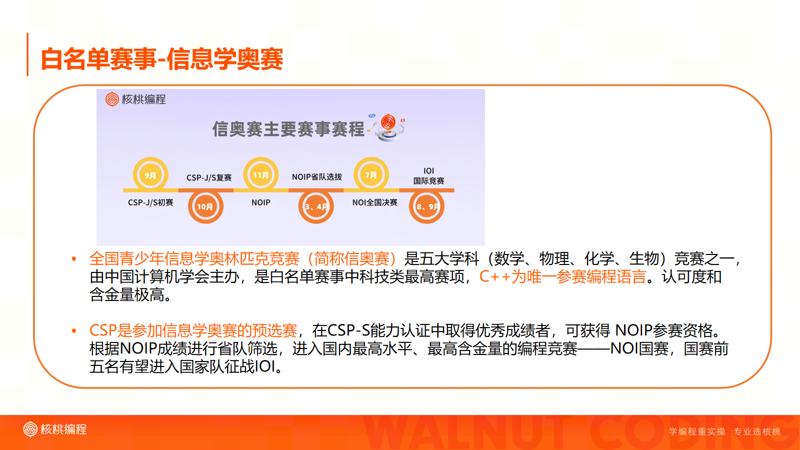 白名单赛事-信息学奥赛
核桃编程
信奥赛主要赛事赛程
9月
CSP-J/S初赛
CSP-J/S复赛
10月
11月
NOIP
NOIP省队选拔
3、4月
7月
NOI全国决赛
IOI
国际竞赛
8、9月
• 全国青少年信息学奥林匹克竞赛（简称信奥赛）是五大学科（数学、物理、化学、生物）竞赛之一，
由中国计算机学会主办，是白名单赛事中科技类最高赛项，C++为唯一参赛编程语言。认可度和
含金量极高。
• CSP是参加信息学奥赛的预选赛，在CSP-S能力认证中取得优秀成绩者，可获得 NOIP参赛资格。
根据NOIP成绩进行省队筛选，进入国内最高水平、最高含金量的编程竞赛——NOI国赛，国赛前
五名有望进入国家队征战IOI。
核桃编程
WALNUT CODING
学编程重实操 专业选核桃